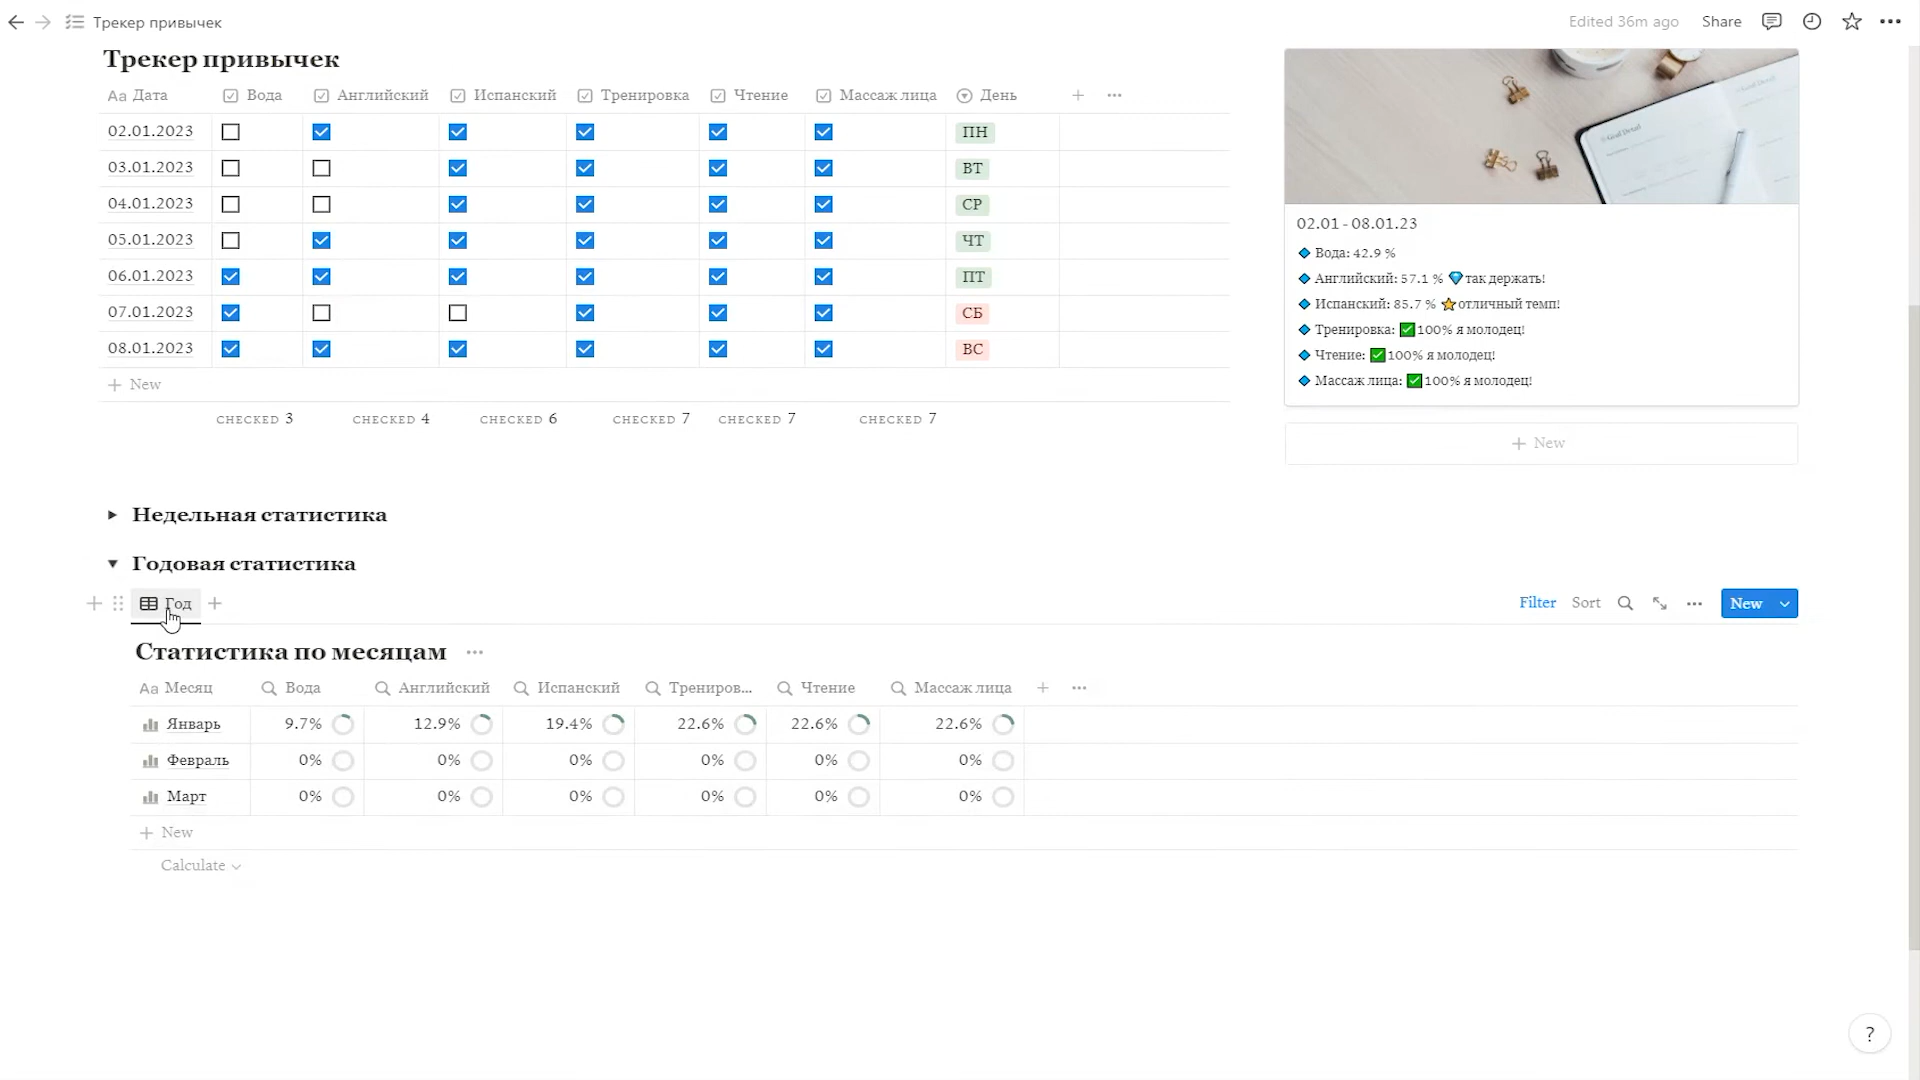 Трекер привычек
Edited 36m ago Share
Трекер привычек
Aa Дата Вода Английский Испанский Тренировка Чтение Массаж лица День
02.01.2023 ПН
03.01.2023 ВТ
04.01.2023 СР
05.01.2023 ЧТ
06.01.2023 ПТ
07.01.2023 СБ
08.01.2023 ВС
+ New
CHECKED 3 CHECKED 4 CHECKED 6 CHECKED 7 CHECKED 7 CHECKED 7
Goal Detail
02.01 - 08.01.23
Вода: 42.9 %
Английский: 57.1 % 💎так держать!
Испанский: 85.7 % ⭐отличный темп!
Тренировка: ✅100% я молодец!
Чтение: ✅100% я молодец!
Массаж лица: ✅100% я молодец!
+ New
Недельная статистика
Годовая статистика
Год
Filter Sort New
Статистика по месяцам
Aa Месяц Вода Английский Испанский Трениров... Чтение Массаж лица
Январь 9.7% 12.9% 19.4% 22.6% 22.6% 22.6%
Февраль 0% 0% 0% 0% 0% 0%
Март 0% 0% 0% 0% 0% 0%
+ New
Calculate
?